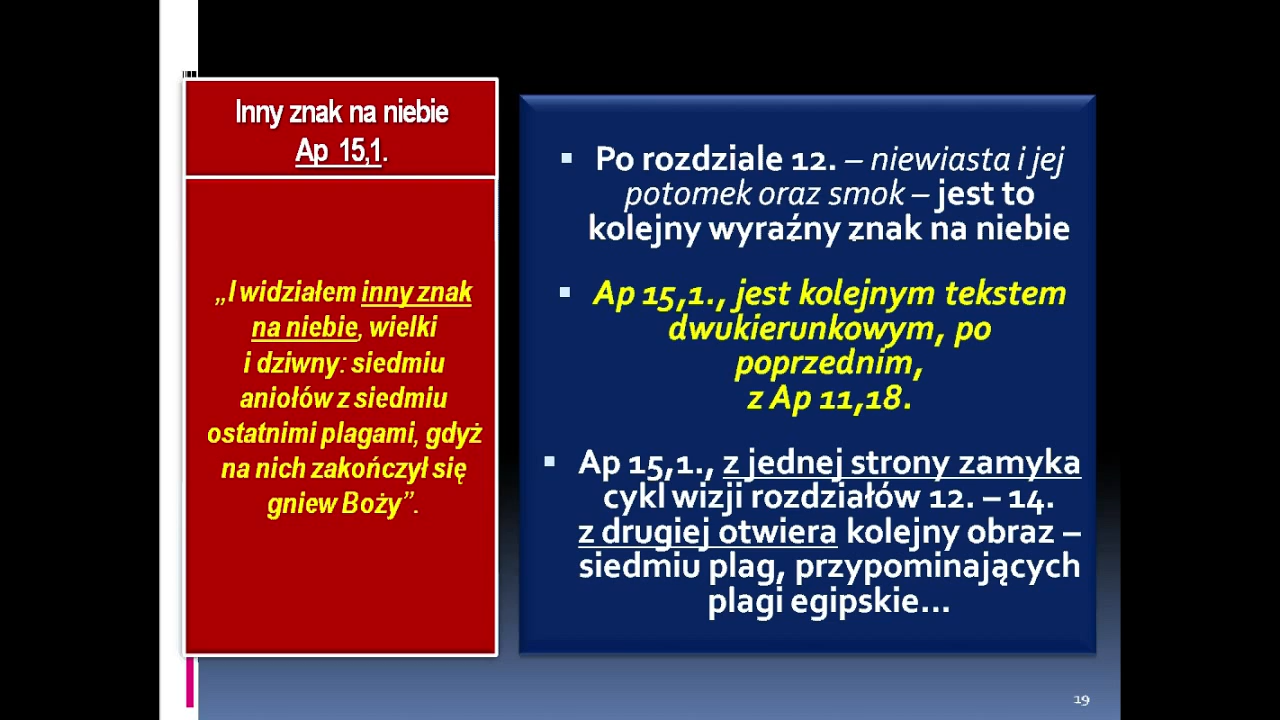 Inny znak na niebie
Ap 15,1.
„I widziałem inny znak
na niebie, wielki
i dziwny: siedmiu
aniołów z siedmiu
ostatnimi plagami, gdyż
na nich zakończył się
gniew Boży”.
▪ Po rozdziale 12. – niewiasta i jej
potomek oraz smok – jest to
kolejny wyraźny znak na niebie
▪ Ap 15,1., jest kolejnym tekstem
dwukierunkowym, po
poprzednim,
z Ap 11,18.
▪ Ap 15,1., z jednej strony zamyka
cykl wizji rozdziałów 12. – 14.
z drugiej otwiera kolejny obraz –
siedmiu plag, przypominających
plagi egipskie...
19